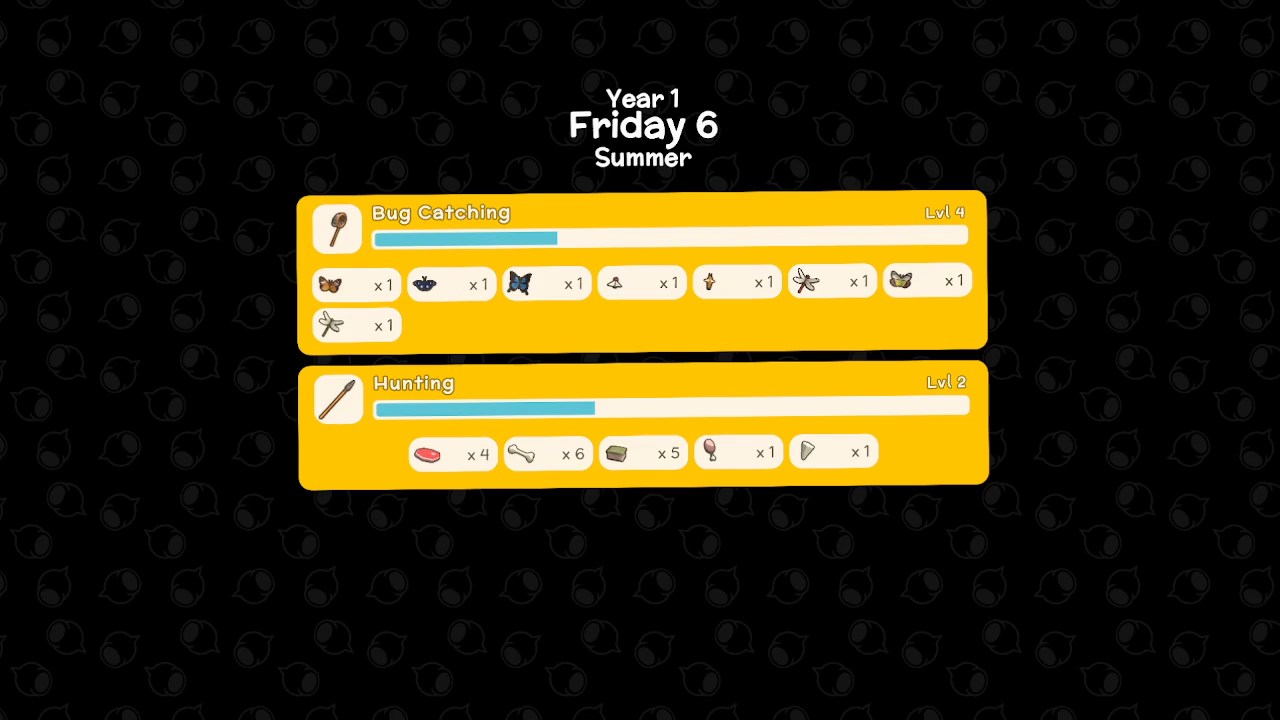 Year 1
Friday 6
Summer
Bug Catching Lvl 4
x 1 x 1 x 1 x 1 x 1 x 1 x 1
x 1
Hunting Lvl 2
x 4 x 6 x 5 x 1 x 1